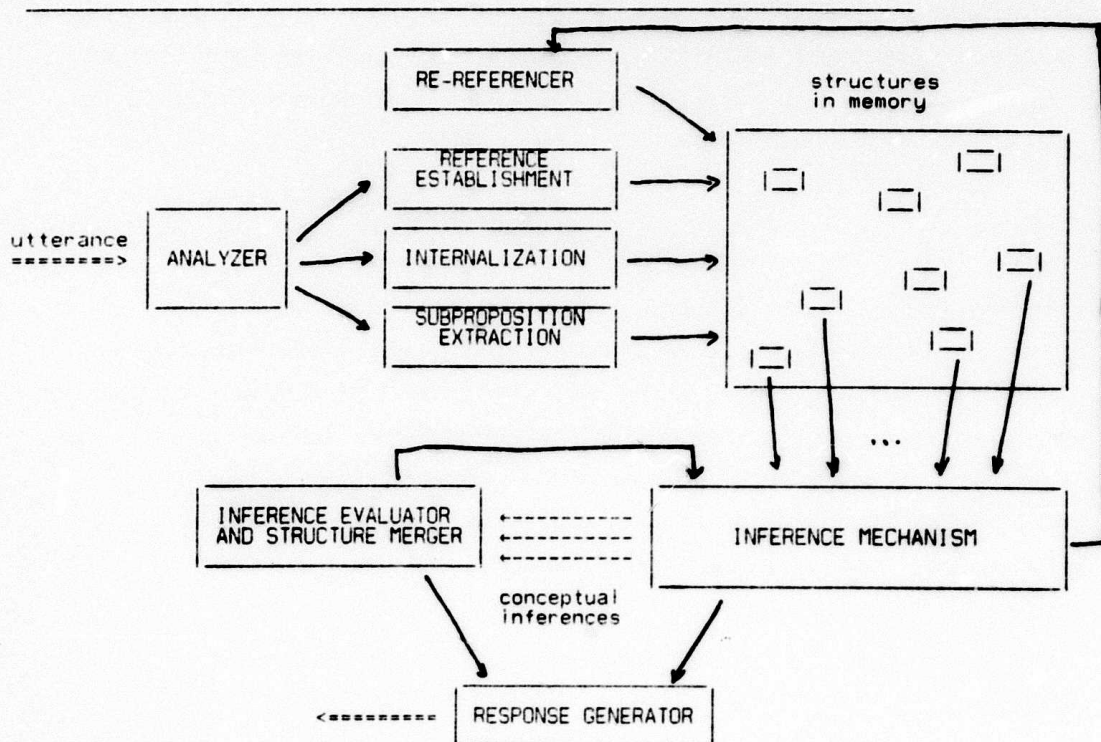 RE-REFERENCER
structures
in memory
REFERENCE
ESTABLISHMENT
utterance
ANALYZER
INTERNALIZATION
SUBPROPOSITION
EXTRACTION
...
INFERENCE EVALUATOR
AND STRUCTURE MERGER
INFERENCE MECHANISM
conceptual
inferences
RESPONSE GENERATOR